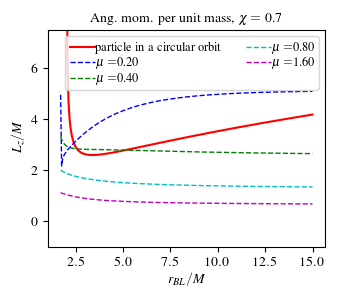 Ang. mom. per unit mass, χ = 0.7
particle in a circular orbit
μ =0.20
μ =0.40
μ =0.80
μ =1.60
L_z/M
6
4
2
0
2.5 5.0 7.5 10.0 12.5 15.0
r_BL/M